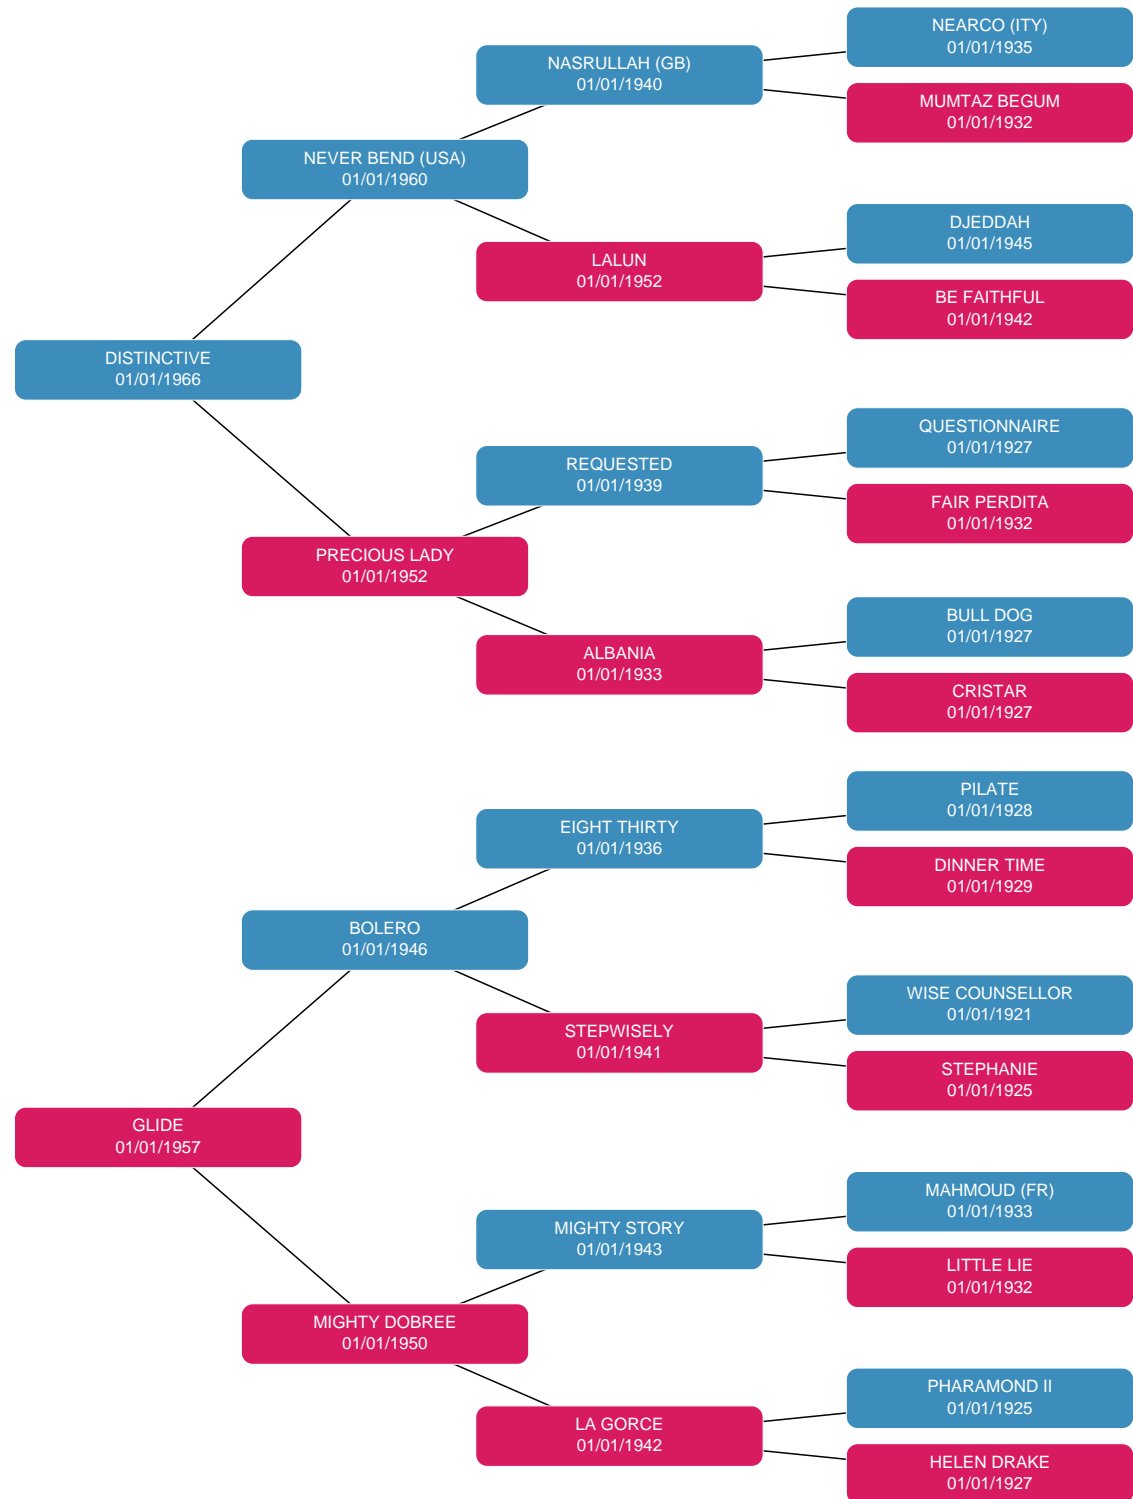 NEARCO (ITY)
01/01/1935
NASRULLAH (GB)
01/01/1940
MUMTAZ BEGUM
01/01/1932
NEVER BEND (USA)
01/01/1960
DJEDDAH
01/01/1945
LALUN
01/01/1952
BE FAITHFUL
01/01/1942
DISTINCTIVE
01/01/1966
QUESTIONNAIRE
01/01/1927
REQUESTED
01/01/1939
FAIR PERDITA
01/01/1932
PRECIOUS LADY
01/01/1952
BULL DOG
01/01/1927
ALBANIA
01/01/1933
CRISTAR
01/01/1927
PILATE
01/01/1928
EIGHT THIRTY
01/01/1936
DINNER TIME
01/01/1929
BOLERO
01/01/1946
WISE COUNSELLOR
01/01/1921
STEPWISELY
01/01/1941
STEPHANIE
01/01/1925
GLIDE
01/01/1957
MAHMOUD (FR)
01/01/1933
MIGHTY STORY
01/01/1943
LITTLE LIE
01/01/1932
MIGHTY DOBREE
01/01/1950
PHARAMOND II
01/01/1925
LA GORCE
01/01/1942
HELEN DRAKE
01/01/1927